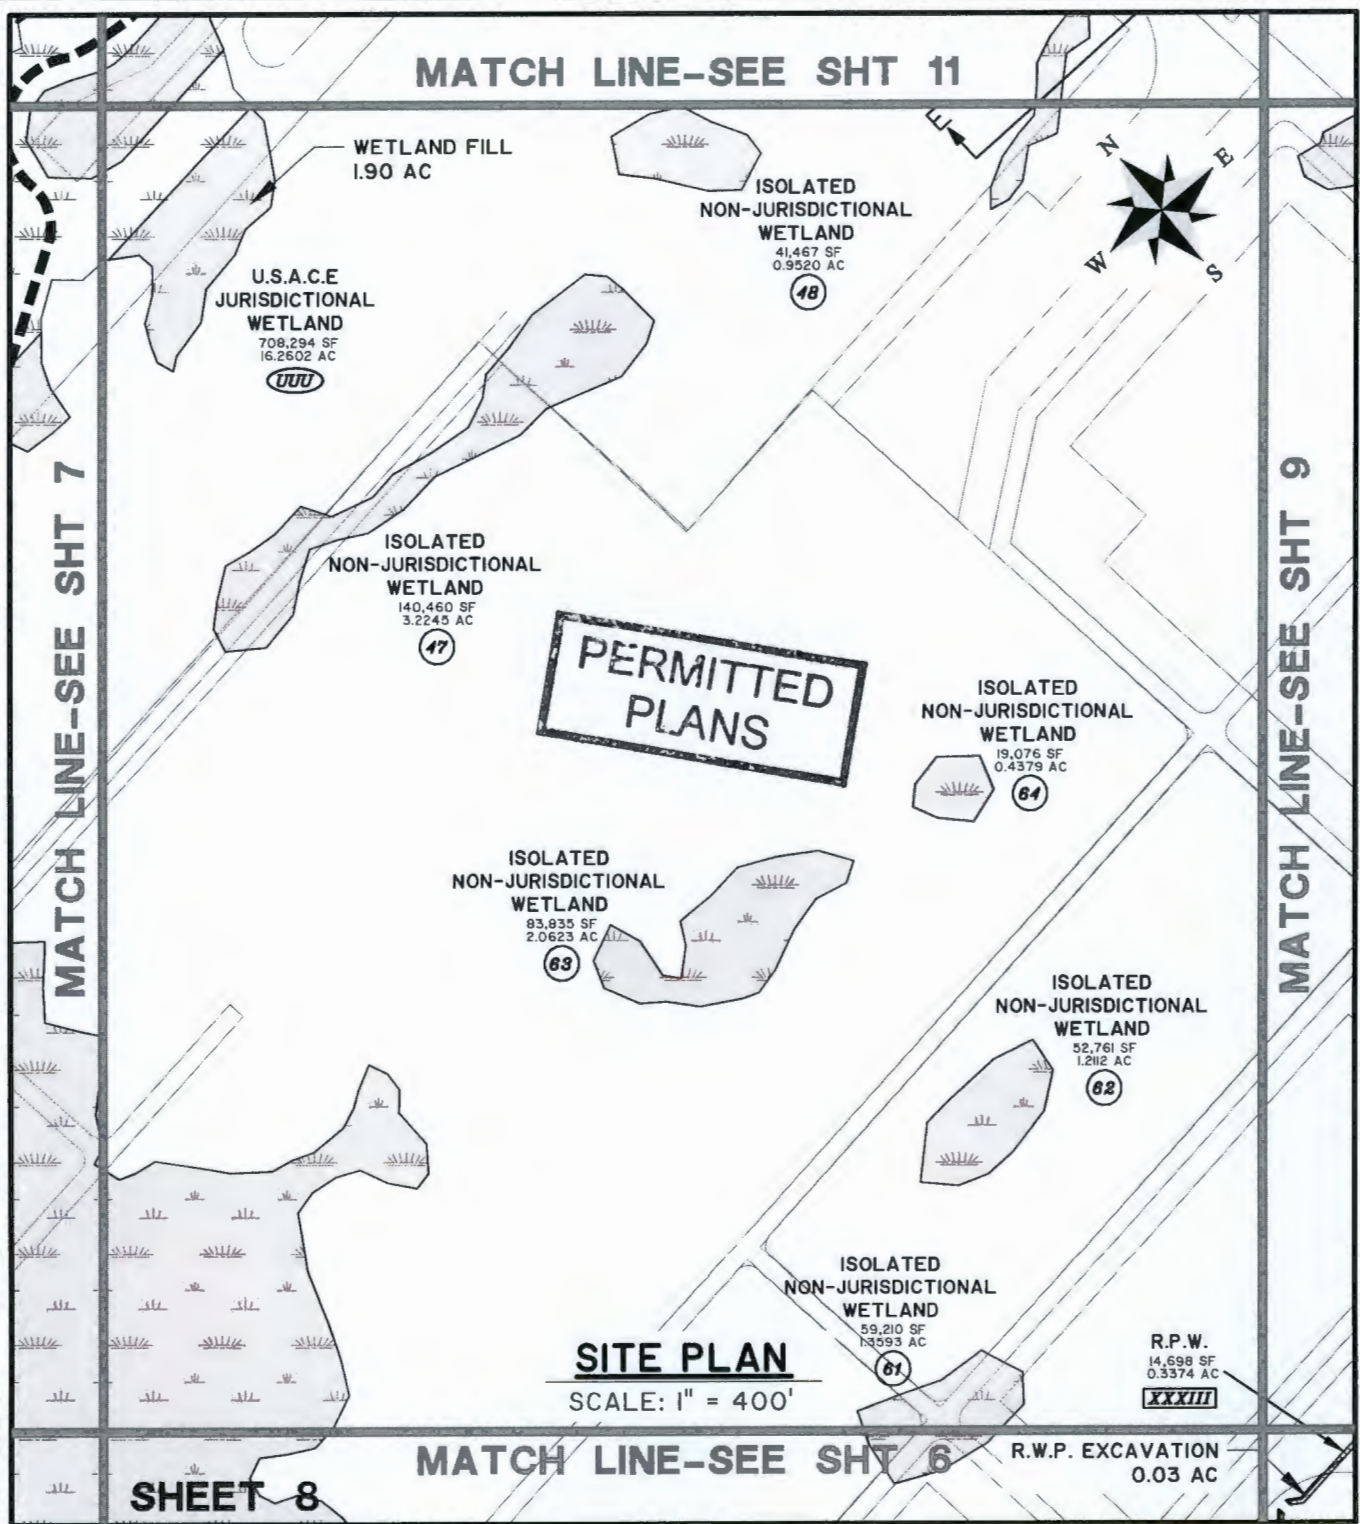 MATCH LINE-SEE SHT 11
WETLAND FILL
1.90 AC
E
N
E
W
S
ISOLATED
NON-JURISDICTIONAL
WETLAND
41,467 SF
0.9520 AC
48
U.S.A.C.E
JURISDICTIONAL
WETLAND
708,294 SF
16.2602 AC
UUU
MATCH LINE-SEE SHT 7
MATCH LINE-SEE SHT 9
ISOLATED
NON-JURISDICTIONAL
WETLAND
140,460 SF
3.2245 AC
47
PERMITTED
PLANS
ISOLATED
NON-JURISDICTIONAL
WETLAND
19,076 SF
0.4379 AC
64
ISOLATED
NON-JURISDICTIONAL
WETLAND
83,835 SF
2.0623 AC
63
ISOLATED
NON-JURISDICTIONAL
WETLAND
52,761 SF
1.2112 AC
62
ISOLATED
NON-JURISDICTIONAL
WETLAND
59,210 SF
1.3593 AC
61
SITE PLAN
SCALE: 1" = 400'
R.P.W.
14,698 SF
0.3374 AC
XXXIII
MATCH LINE-SEE SHT 6
R.W.P. EXCAVATION
0.03 AC
SHEET 8